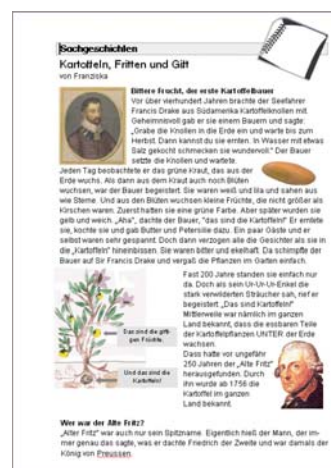 Sachgeschichten
Kartoffeln, Fritten und Gift
von Franziska
Bittere Frucht, der erste Kartoffelbauer
Vor über vierhundert Jahren brachte der Seefahrer
Francis Drake aus Südamerika Kartoffelknollen mit.
Geheimnisvoll gab er sie einem Bauern und sagte:
„Grabe die Knollen in die Erde ein und warte bis zum
Herbst. Dann kannst du sie ernten. In Wasser mit etwas
Salz gekocht schmecken sie wundervoll.“ Der Bauer
setzte die Knollen und wartete.
Jeden Tag beobachtete er das grüne Kraut, das aus der
Erde wuchs. Als dann aus dem Kraut auch noch Blüten
wuchsen, war der Bauer begeistert. Sie waren weiß und lila und sahen aus
wie Sterne. Und aus den Blüten wuchsen kleine Früchte, die nicht größer als
Kirschen waren. Zuerst hatten sie eine grüne Farbe. Aber später wurden sie
gelb und weich. „Aha“, dachte der Bauer, "das sind die Kartoffeln!" Er erntete
sie, kochte sie und gab Butter und Petersilie dazu. Ein paar Gäste und er
selbst waren sehr gespannt. Doch dann verzogen alle die Gesichter als sie in
die „Kartoffeln“ hineinbissen. Sie waren bitter und ekelhaft. Da schimpfte der
Bauer auf Sir Francis Drake und vergaß die Pflanzen im Garten einfach.
Fast 200 Jahre standen sie einfach nur
da. Doch als sein Ur-Ur-Ur-Enkel die
stark verwilderten Sträucher sah, rief er
begeistert: „Das sind Kartoffeln!“
Mittlerweile war nämlich im ganzen
Land bekannt, dass die essbaren Teile
der Kartoffelpflanzen UNTER der Erde
wachsen.
Das sind die gifti-
gen Früchte.
Dass hatte vor ungefähr
250 Jahren der „Alte Fritz“
herausgefunden. Durch
ihn wurde ab 1756 die
Kartoffel im ganzen
Land bekannt.
Und das sind die
Kartoffeln!
Wer war der Alte Fritz?
„Alter Fritz“ war auch nur sein Spitzname. Eigentlich hieß der Mann, der im-
mer genau das sagte, was er dachte Friedrich der Zweite und war damals der
König von Preussen.